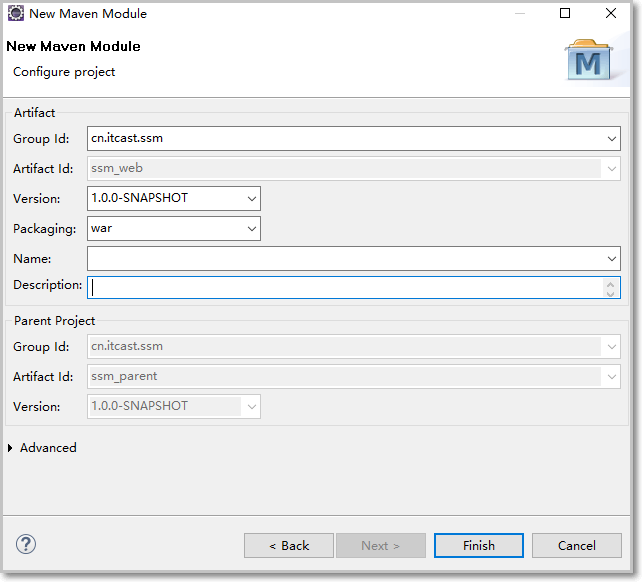 New Maven Module
New Maven Module
Configure project
M
Artifact
Group Id: cn.itcast.ssm
Artifact Id: ssm_web
Version: 1.0.0-SNAPSHOT
Packaging: war
Name:
Description:
Parent Project
Group Id: cn.itcast.ssm
Artifact Id: ssm_parent
Version: 1.0.0-SNAPSHOT
Advanced
? < Back Next > Finish Cancel